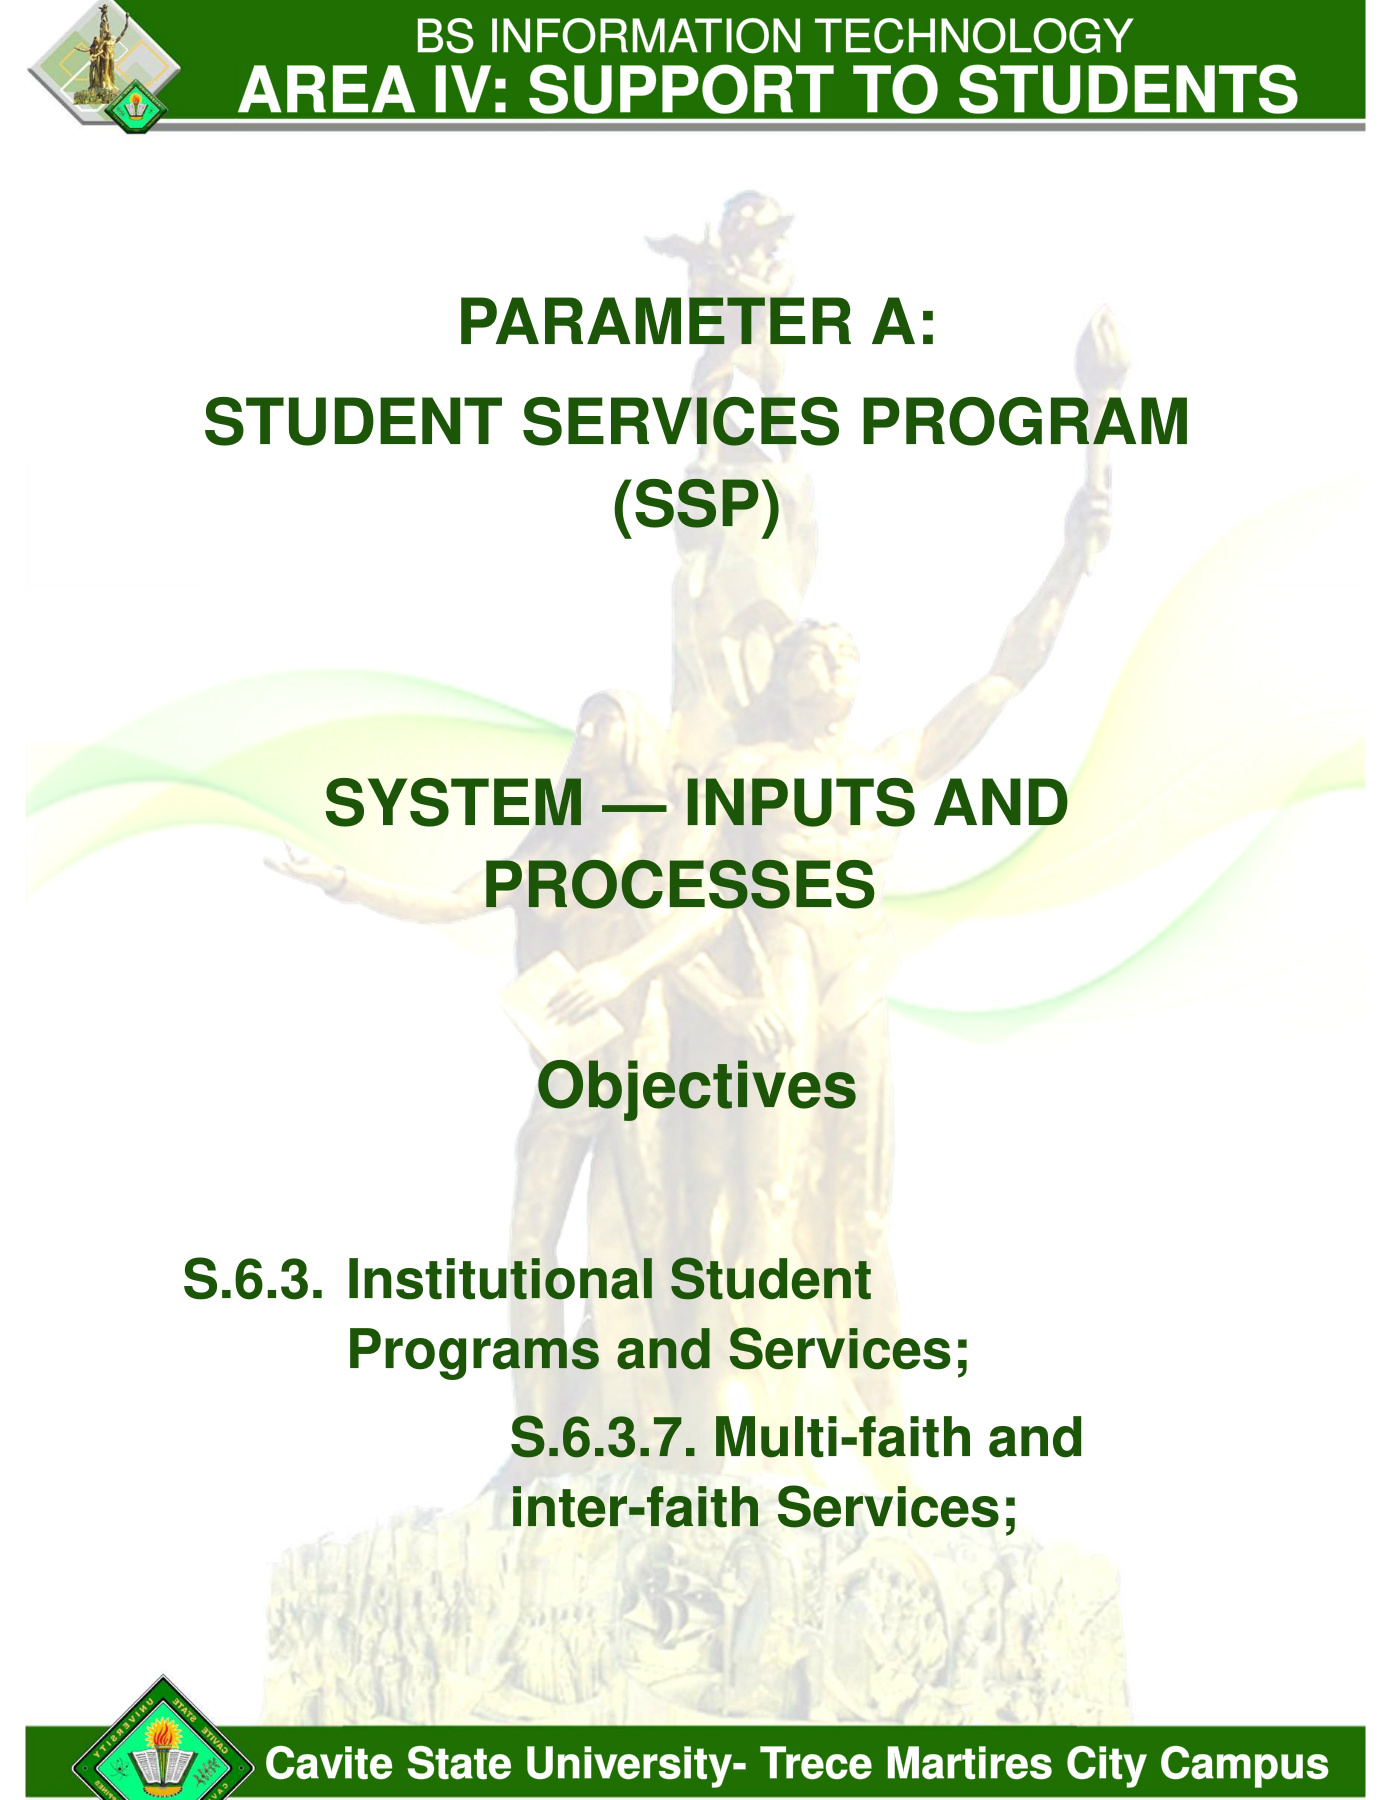 BS INFORMATION TECHNOLOGY
AREA IV: SUPPORT TO STUDENTS
PARAMETER A:
STUDENT SERVICES PROGRAM
(SSP)
SYSTEM — INPUTS AND
PROCESSES
Objectives
S.6.3. Institutional Student
Programs and Services;
S.6.3.7. Multi-faith and
inter-faith Services;
Cavite State University- Trece Martires City Campus